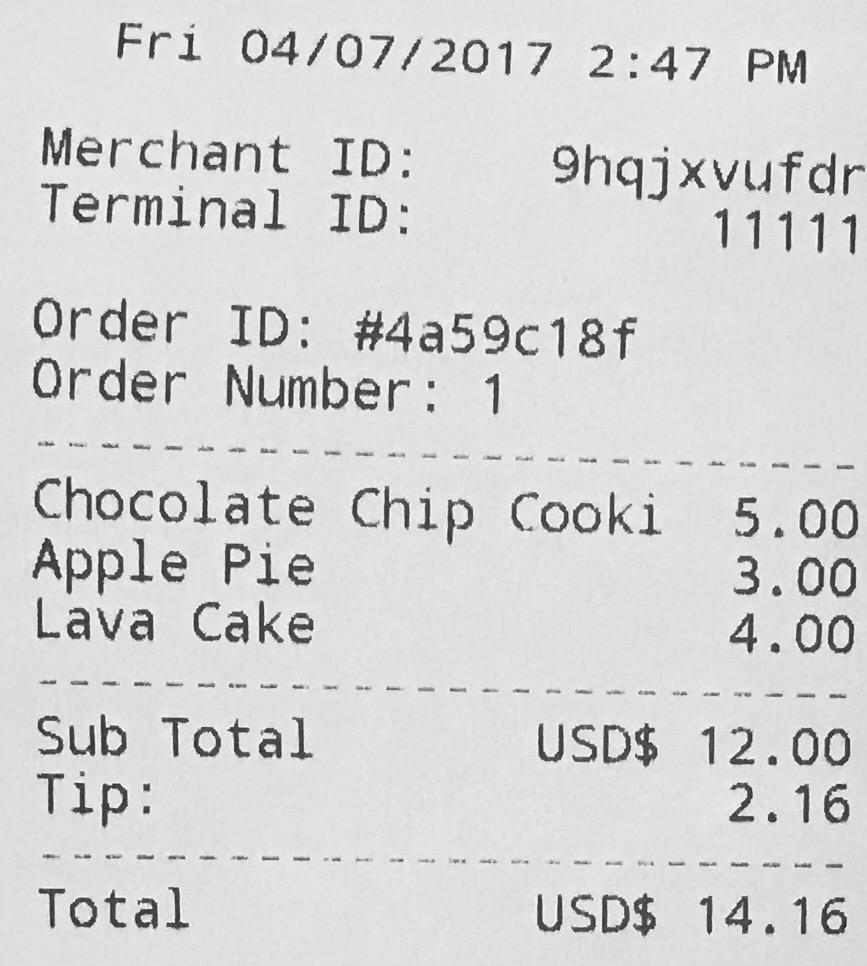 Fri 04/07/2017 2:47 PM
Merchant ID: 9hqjxvufdr
Terminal ID: 11111
Order ID: #4a59c18f
Order Number: 1
Chocolate Chip Cooki 5.00
Apple Pie 3.00
Lava Cake 4.00
Sub Total USD$ 12.00
Tip: 2.16
Total USD$ 14.16